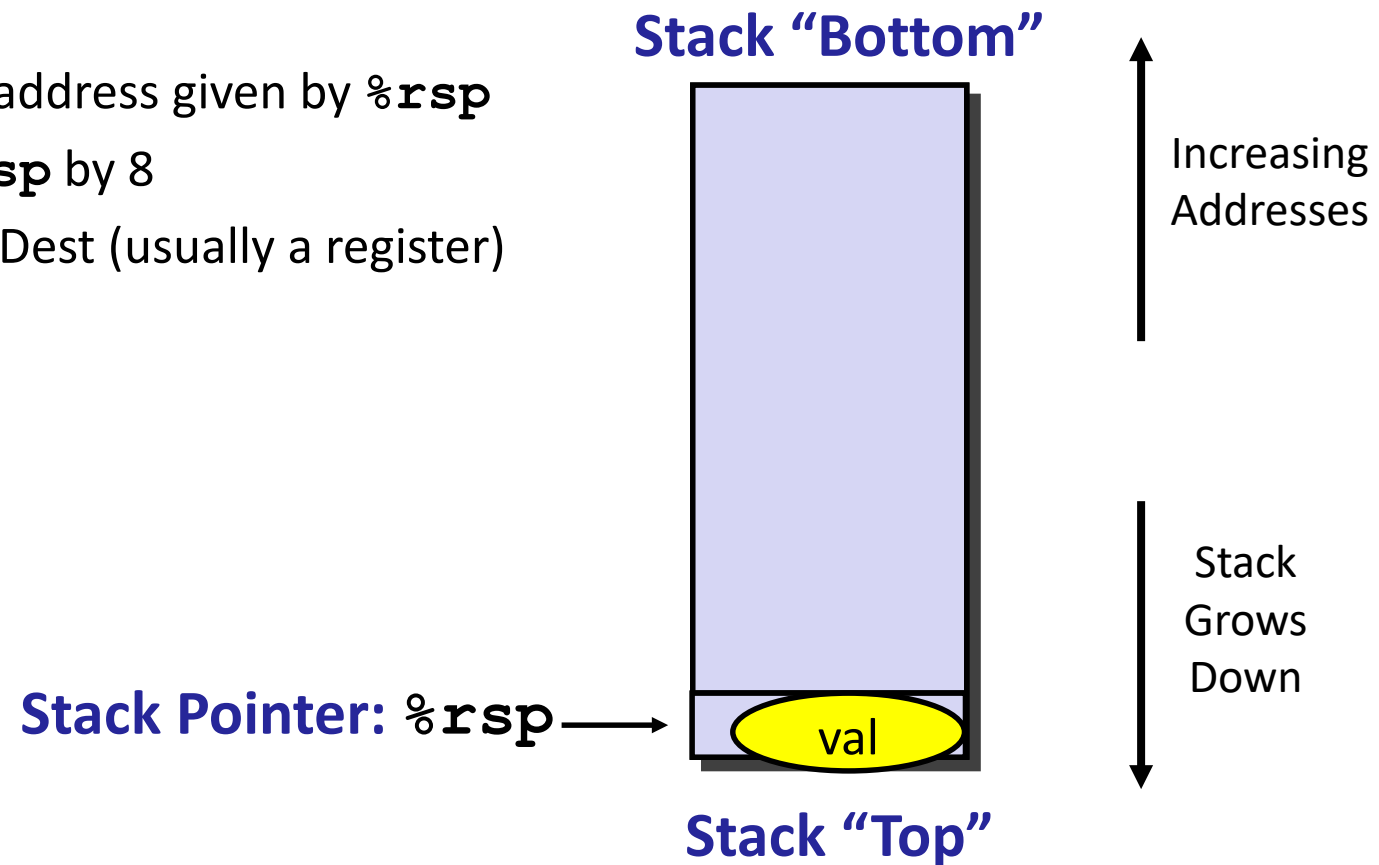 Stack “Bottom”
address given by %rsp
sp by 8
Dest (usually a register)
Increasing
Addresses
Stack
Grows
Down
Stack Pointer: %rsp
val
Stack “Top”